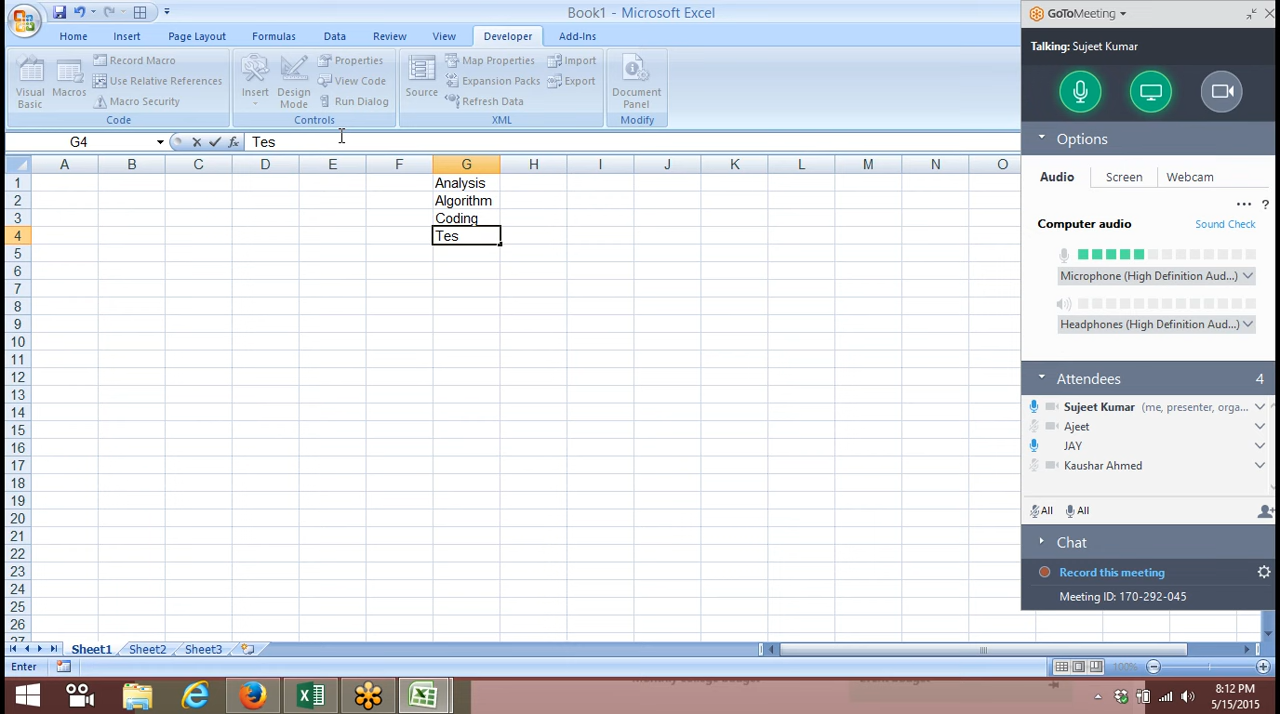 Book1 - Microsoft Excel
Home Insert Page Layout Formulas Data Review View Developer Add-Ins
Visual Basic
Macros
Record Macro
Use Relative References
Macro Security
Code
Insert
Design Mode
Properties
View Code
Run Dialog
Controls
Source
Map Properties
Expansion Packs
Refresh Data
Import
Export
XML
Document Panel
Modify
G4 fx Tes
A B C D E F G H I J K L M N O
1 Analysis
2 Algorithm
3 Coding
4 Tes
5
6
7
8
9
10
11
12
13
14
15
16
17
18
19
20
21
22
23
24
25
26
27
Sheet1 Sheet2 Sheet3
Enter
100%
GoToMeeting
Talking: Sujeet Kumar
Options
Audio Screen Webcam
... ?
Computer audio Sound Check
Microphone (High Definition Aud...)
Headphones (High Definition Aud...)
Attendees 4
Sujeet Kumar (me, presenter, orga...
Ajeet
JAY
Kaushar Ahmed
All All
Chat
Record this meeting
Meeting ID: 170-292-045
8:12 PM
5/15/2015